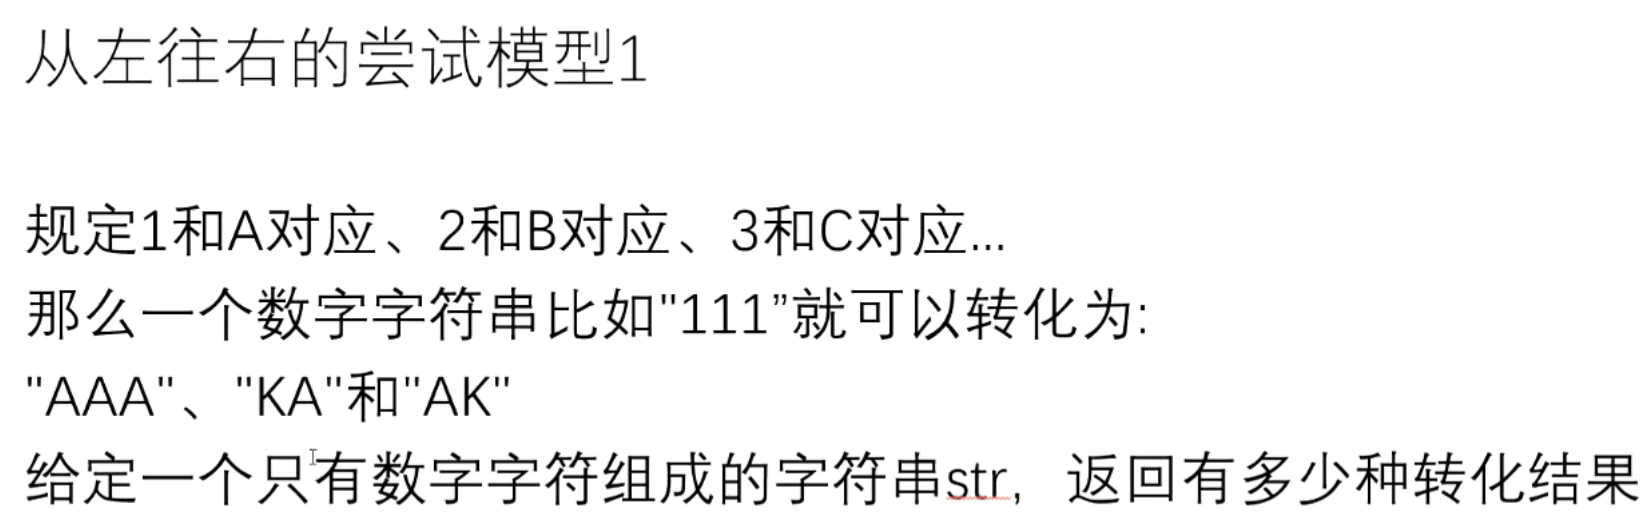 从左往右的尝试模型1
规定1和A对应、2和B对应、3和C对应...
那么一个数字字符串比如"111”就可以转化为:
"AAA"、"KA"和"AK"
给定一个只有数字字符组成的字符串str，返回有多少种转化结果